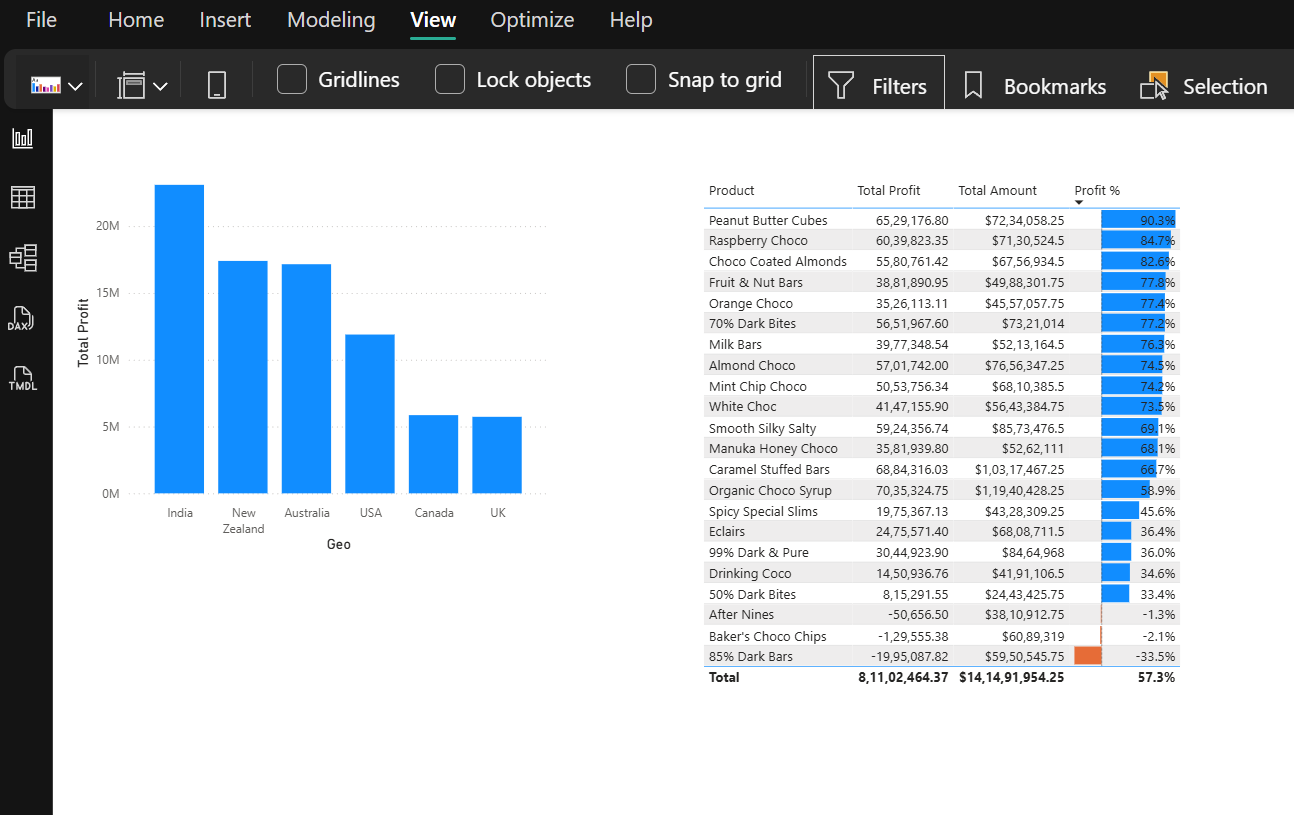 File Home Insert Modeling View Optimize Help
Gridlines Lock objects Snap to grid Filters Bookmarks Selection
DAX
TMDL
Total Profit
20M
15M
10M
5M
0M
India New Zealand Australia USA Canada UK
Geo
Product Total Profit Total Amount Profit %
Peanut Butter Cubes 65,29,176.80 $72,34,058.25 90.3%
Raspberry Choco 60,39,823.35 $71,30,524.5 84.7%
Choco Coated Almonds 55,80,761.42 $67,56,934.5 82.6%
Fruit & Nut Bars 38,81,890.95 $49,88,301.75 77.8%
Orange Choco 35,26,113.11 $45,57,057.75 77.4%
70% Dark Bites 56,51,967.60 $73,21,014 77.2%
Milk Bars 39,77,348.54 $52,13,164.5 76.3%
Almond Choco 57,01,742.00 $76,56,347.25 74.5%
Mint Chip Choco 50,53,756.34 $68,10,385.5 74.2%
White Choc 41,47,155.90 $56,43,384.75 73.5%
Smooth Silky Salty 59,24,356.74 $85,73,476.5 69.1%
Manuka Honey Choco 35,81,939.80 $52,62,111 68.1%
Caramel Stuffed Bars 68,84,316.03 $1,03,17,467.25 66.7%
Organic Choco Syrup 70,35,324.75 $1,19,40,428.25 58.9%
Spicy Special Slims 19,75,367.13 $43,28,309.25 45.6%
Eclairs 24,75,571.40 $68,08,711.5 36.4%
99% Dark & Pure 30,44,923.90 $84,64,968 36.0%
Drinking Coco 14,50,936.76 $41,91,106.5 34.6%
50% Dark Bites 8,15,291.55 $24,43,425.75 33.4%
After Nines -50,656.50 $38,10,912.75 -1.3%
Baker's Choco Chips -1,29,555.38 $60,89,319 -2.1%
85% Dark Bars -19,95,087.82 $59,50,545.75 -33.5%
Total 8,11,02,464.37 $14,14,91,954.25 57.3%